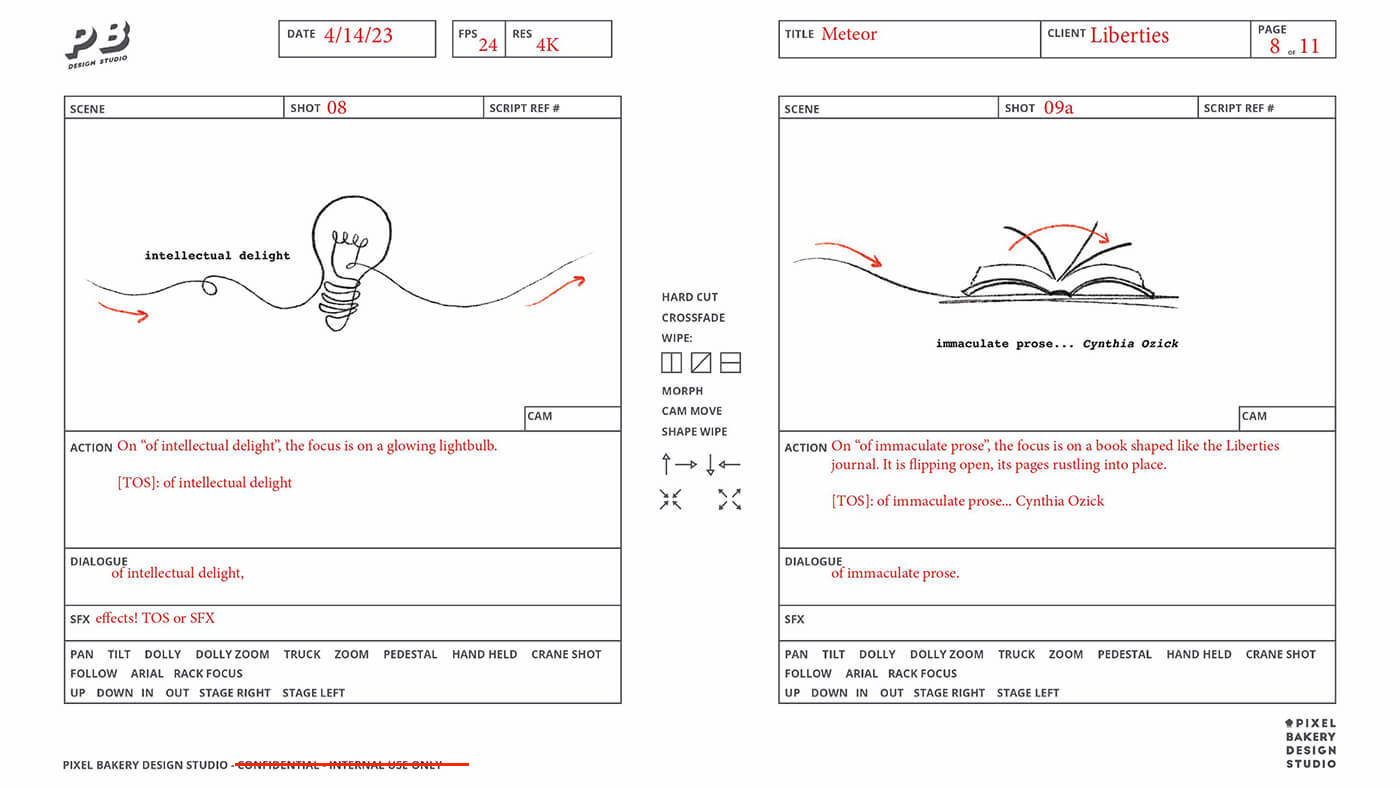 PB
DESIGN STUDIO
DATE 4/14/23
FPS 24
RES 4K
TITLE Meteor
CLIENT Liberties
PAGE
8 OF 11
SCENE
SHOT 08
SCRIPT REF #
intellectual delight
CAM
ACTION On “of intellectual delight”, the focus is on a glowing lightbulb.
[TOS]: of intellectual delight
DIALOGUE
of intellectual delight,
SFX effects! TOS or SFX
PAN TILT DOLLY DOLLY ZOOM TRUCK ZOOM PEDESTAL HAND HELD CRANE SHOT
FOLLOW ARIAL RACK FOCUS
UP DOWN IN OUT STAGE RIGHT STAGE LEFT
HARD CUT
CROSSFADE
WIPE:
MORPH
CAM MOVE
SHAPE WIPE
SCENE
SHOT 09a
SCRIPT REF #
immaculate prose... Cynthia Ozick
CAM
ACTION On “of immaculate prose”, the focus is on a book shaped like the Liberties
journal. It is flipping open, its pages rustling into place.
[TOS]: of immaculate prose... Cynthia Ozick
DIALOGUE
of immaculate prose.
SFX
PAN TILT DOLLY DOLLY ZOOM TRUCK ZOOM PEDESTAL HAND HELD CRANE SHOT
FOLLOW ARIAL RACK FOCUS
UP DOWN IN OUT STAGE RIGHT STAGE LEFT
PIXEL BAKERY DESIGN STUDIO - CONFIDENTIAL - INTERNAL USE ONLY
PIXEL
BAKERY
DESIGN
STUDIO